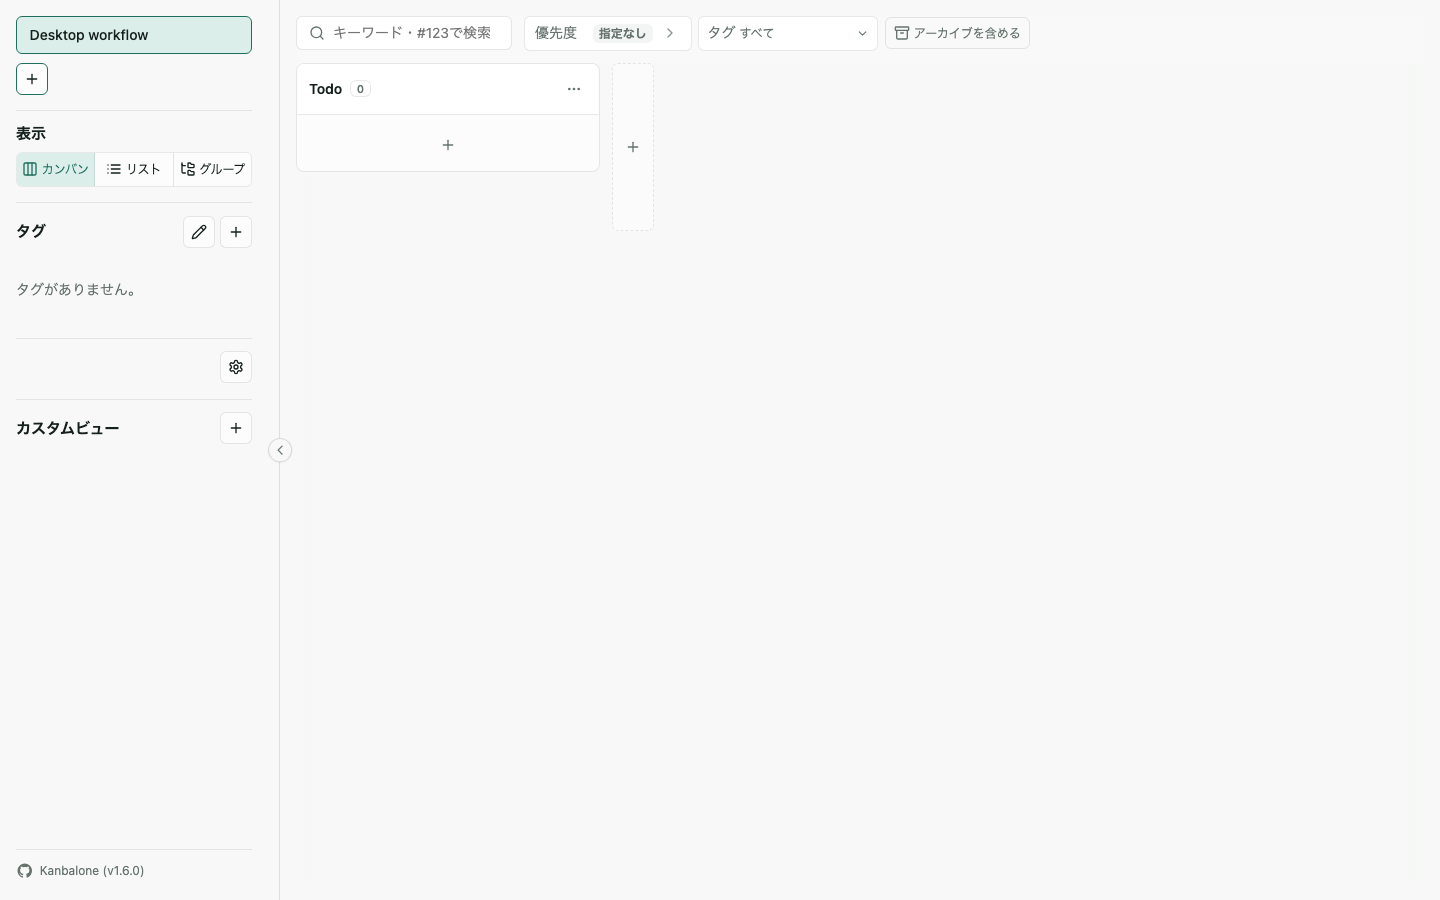 Desktop workflow
表示
カンバン リスト グループ
タグ
タグがありません。
カスタムビュー
Kanbalone (v1.6.0)
キーワード・#123で検索 優先度 指定なし タグ すべて アーカイブを含める
Todo 0